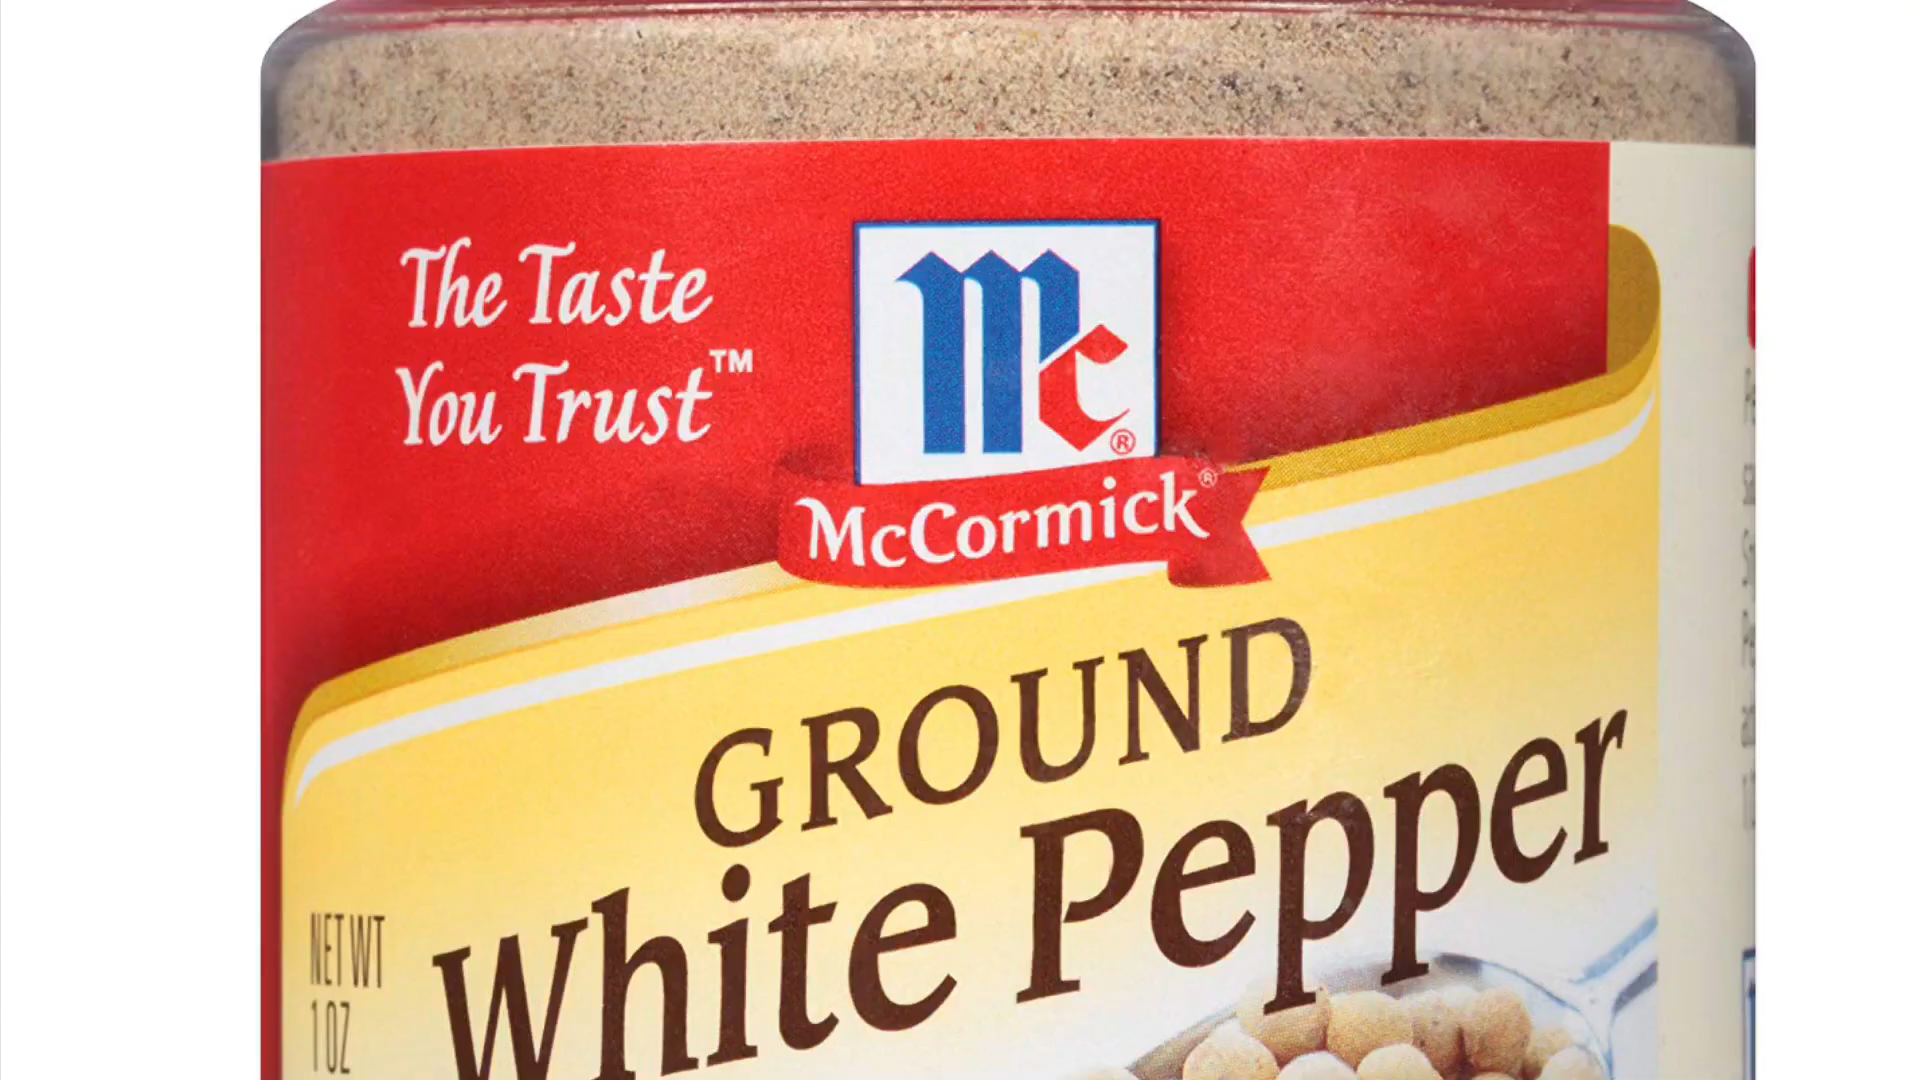 The Taste
You Trust™
Mc®
McCormick®
GROUND
White Pepper
NET WT
1 OZ